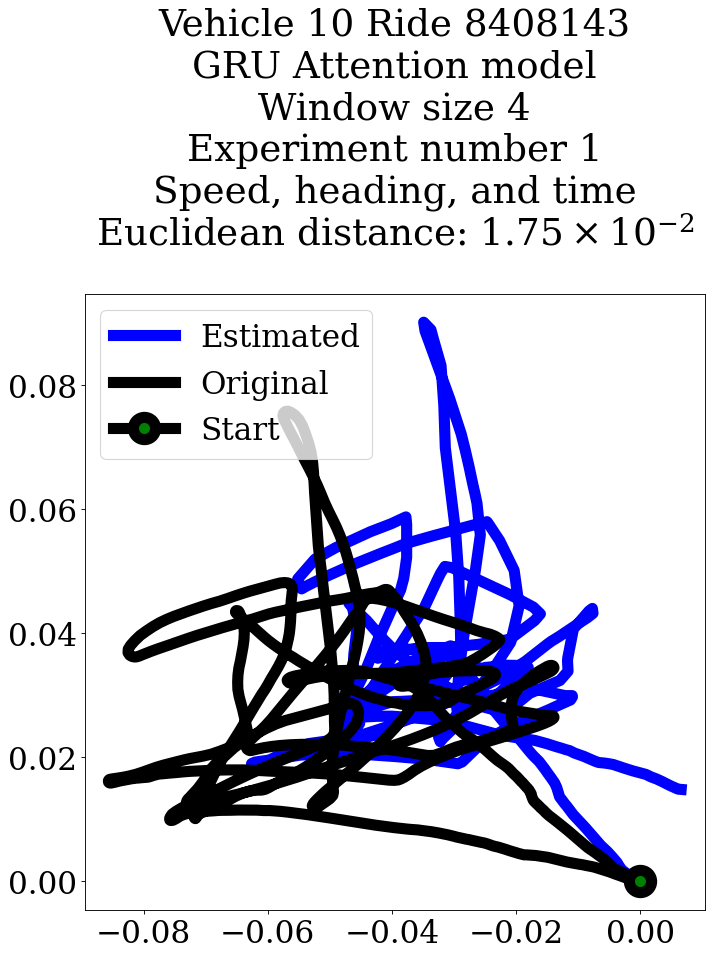 Vehicle 10 Ride 8408143
GRU Attention model
Window size 4
Experiment number 1
Speed, heading, and time
Euclidean distance: 1.75 × 10⁻²
Estimated
Original
Start
0.08
0.06
0.04
0.02
0.00
−0.08 −0.06 −0.04 −0.02 0.00